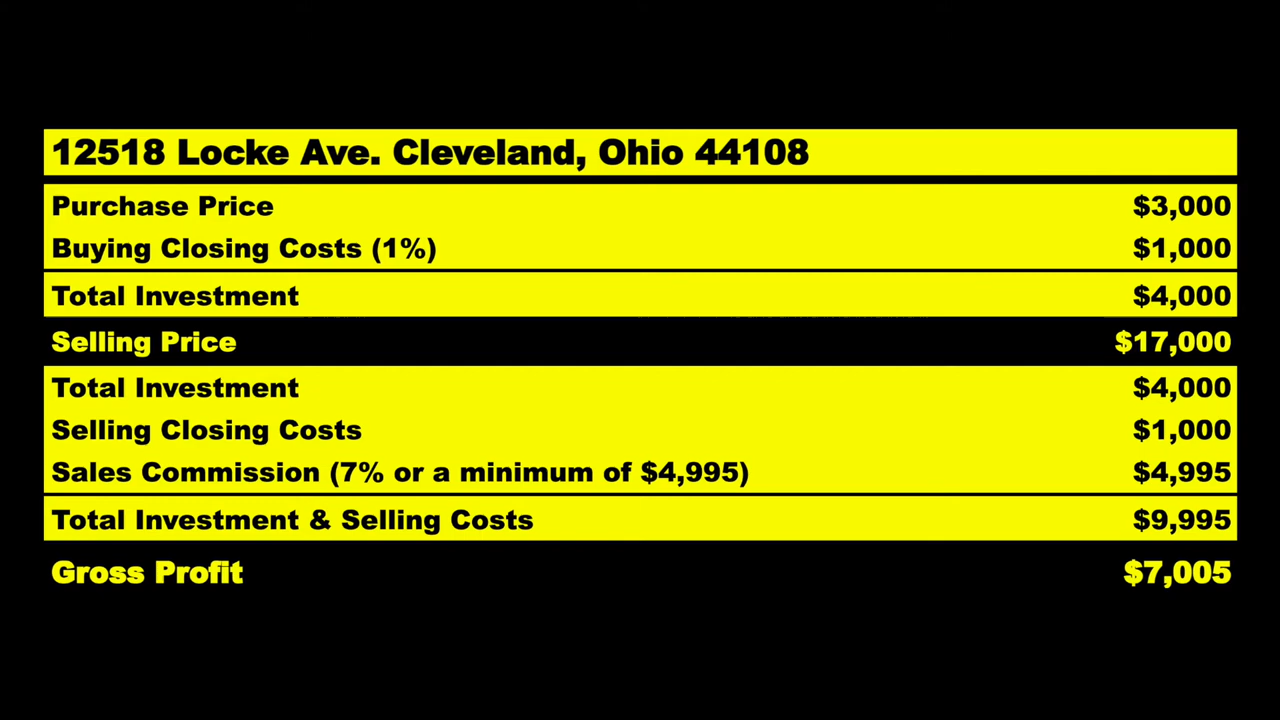 12518 Locke Ave. Cleveland, Ohio 44108
Purchase Price $3,000
Buying Closing Costs (1%) $1,000
Total Investment $4,000
Selling Price $17,000
Total Investment $4,000
Selling Closing Costs $1,000
Sales Commission (7% or a minimum of $4,995) $4,995
Total Investment & Selling Costs $9,995
Gross Profit $7,005